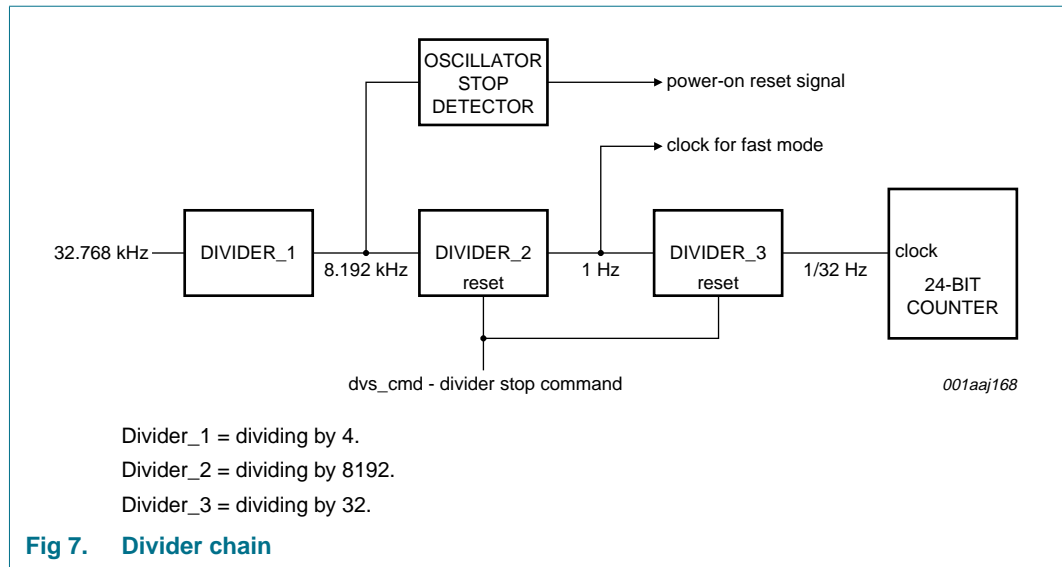 OSCILLATOR
STOP
DETECTOR
power-on reset signal
clock for fast mode
32.768 kHz
DIVIDER_1
8.192 kHz
DIVIDER_2
reset
1 Hz
DIVIDER_3
reset
1/32 Hz
clock
24-BIT
COUNTER
dvs_cmd - divider stop command
001aaj168
Divider_1 = dividing by 4.
Divider_2 = dividing by 8192.
Divider_3 = dividing by 32.
Fig 7. Divider chain